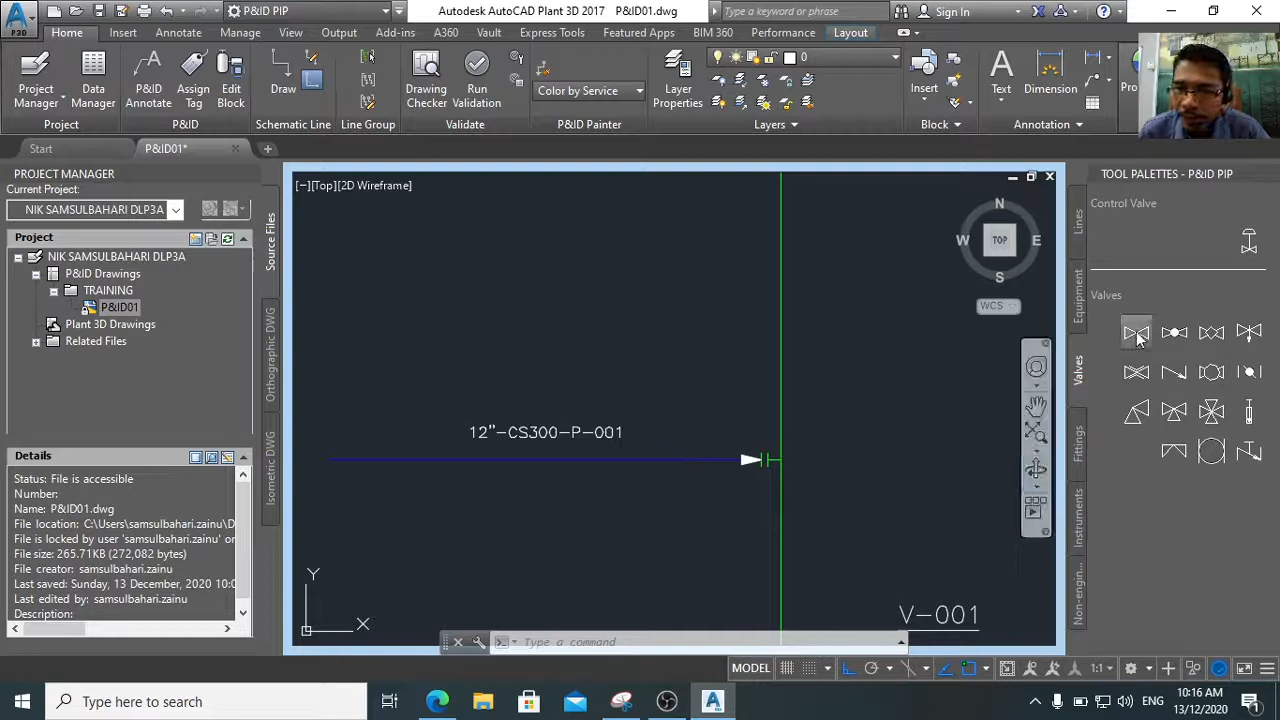 P3D
P&ID PIP
Autodesk AutoCAD Plant 3D 2017 P&ID01.dwg
Type a keyword or phrase
Sign In
Home Insert Annotate Manage View Output Add-ins A360 Vault Express Tools Featured Apps BIM 360 Performance Layout
Project Manager
Data Manager
P&ID Annotate
Assign Tag
Edit Block
Draw
Drawing Checker
Run Validation
Color by Service
Layer Properties
0
Insert
Text
Dimension
Project
P&ID
Schematic Line
Line Group
Validate
P&ID Painter
Layers
Block
Annotation
Start
P&ID01*
PROJECT MANAGER
Current Project:
NIK SAMSULBAHARI DLP3A
Project
NIK SAMSULBAHARI DLP3A
P&ID Drawings
TRAINING
P&ID01
Plant 3D Drawings
Related Files
Source Files
Orthographic DWG
Isometric DWG
Details
Status: File is accessible
Number:
Name: P&ID01.dwg
File location: C:\Users\samsulbahari.zainu\D
File is locked by user 'samsulbahari.zainu' or
File size: 265.71KB (272,082 bytes)
File creator: samsulbahari.zainu
Last saved: Sunday, 13 December, 2020 10:0
Last edited by: samsulbahari.zainu
Description:
[−][Top][2D Wireframe]
N
W TOP E
S
WCS
12”-CS300-P-001
V-001
Y
X
Type a command
TOOL PALETTES - P&ID PIP
Control Valve
Valves
Lines
Equipment
Valves
Fittings
Instruments
Non-engin...
MODEL
1:1
Type here to search
ENG
10:16 AM
13/12/2020
1